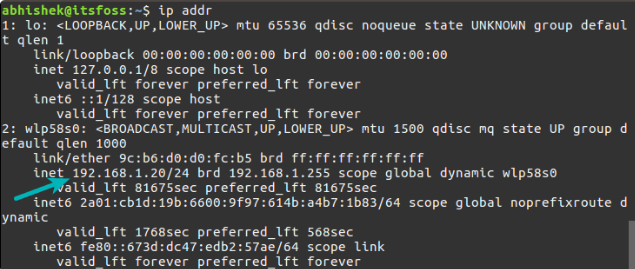 abhishek@itsfoss:~$ ip addr
1: lo: <LOOPBACK,UP,LOWER_UP> mtu 65536 qdisc noqueue state UNKNOWN group defaul
t qlen 1
link/loopback 00:00:00:00:00:00 brd 00:00:00:00:00:00
inet 127.0.0.1/8 scope host lo
valid_lft forever preferred_lft forever
inet6 ::1/128 scope host
valid_lft forever preferred_lft forever
2: wlp58s0: <BROADCAST,MULTICAST,UP,LOWER_UP> mtu 1500 qdisc mq state UP group d
efault qlen 1000
link/ether 9c:b6:d0:d0:fc:b5 brd ff:ff:ff:ff:ff:ff
inet 192.168.1.20/24 brd 192.168.1.255 scope global dynamic wlp58s0
valid_lft 81675sec preferred_lft 81675sec
inet6 2a01:cb1d:19b:6600:9f97:614b:a4b7:1b83/64 scope global noprefixroute d
ynamic
valid_lft 1768sec preferred_lft 568sec
inet6 fe80::673d:dc47:edb2:57ae/64 scope link
valid_lft forever preferred_lft forever